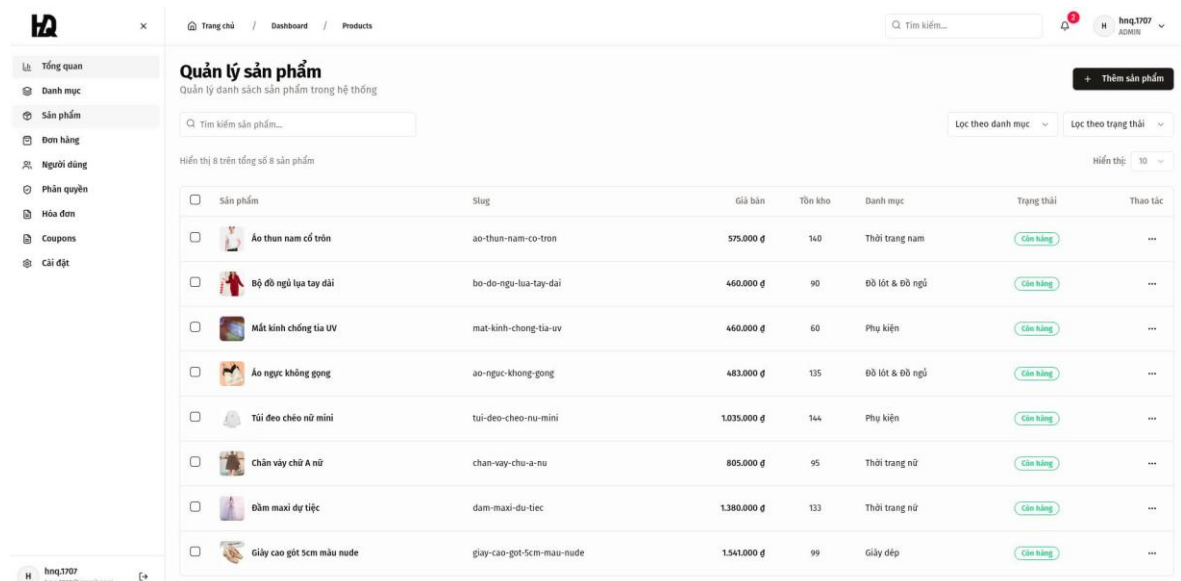 HQ
Trang chủ / Dashboard / Products
Tìm kiếm...
2
H
hnq.1707
ADMIN
Tổng quan
Danh mục
Sản phẩm
Đơn hàng
Người dùng
Phân quyền
Hóa đơn
Coupons
Cài đặt
H
hnq.1707
Quản lý sản phẩm
Quản lý danh sách sản phẩm trong hệ thống
+ Thêm sản phẩm
Tìm kiếm sản phẩm...
Lọc theo danh mục
Lọc theo trạng thái
Hiển thị 8 trên tổng số 8 sản phẩm
Hiển thị: 10
Sản phẩm Slug Giá bán Tồn kho Danh mục Trạng thái Thao tác
Áo thun nam cổ tròn ao-thun-nam-co-tron 575.000 ₫ 140 Thời trang nam Còn hàng ...
Bộ đồ ngủ lụa tay dài bo-do-ngu-lua-tay-dai 460.000 ₫ 90 Đồ lót & Đồ ngủ Còn hàng ...
Mắt kính chống tia UV mat-kinh-chong-tia-uv 460.000 ₫ 60 Phụ kiện Còn hàng ...
Áo ngực không gọng ao-nguc-khong-gong 483.000 ₫ 135 Đồ lót & Đồ ngủ Còn hàng ...
Túi đeo chéo nữ mini tui-deo-cheo-nu-mini 1.035.000 ₫ 144 Phụ kiện Còn hàng ...
Chân váy chữ A nữ chan-vay-chu-a-nu 805.000 ₫ 95 Thời trang nữ Còn hàng ...
Đầm maxi dự tiệc dam-maxi-du-tiec 1.380.000 ₫ 133 Thời trang nữ Còn hàng ...
Giày cao gót 5cm màu nude giay-cao-got-5cm-mau-nude 1.541.000 ₫ 99 Giày dép Còn hàng ...